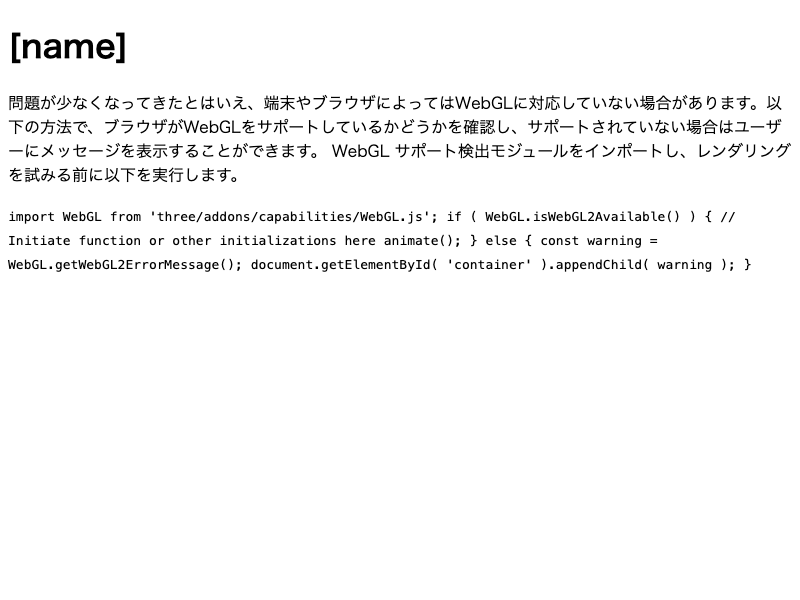 [name]
問題が少なくなってきたとはいえ、端末やブラウザによってはWebGLに対応していない場合があります。以
下の方法で、ブラウザがWebGLをサポートしているかどうかを確認し、サポートされていない場合はユーザ
ーにメッセージを表示することができます。 WebGL サポート検出モジュールをインポートし、レンダリング
を試みる前に以下を実行します。
import WebGL from 'three/addons/capabilities/WebGL.js'; if ( WebGL.isWebGL2Available() ) { //
Initiate function or other initializations here animate(); } else { const warning =
WebGL.getWebGL2ErrorMessage(); document.getElementById( 'container' ).appendChild( warning ); }